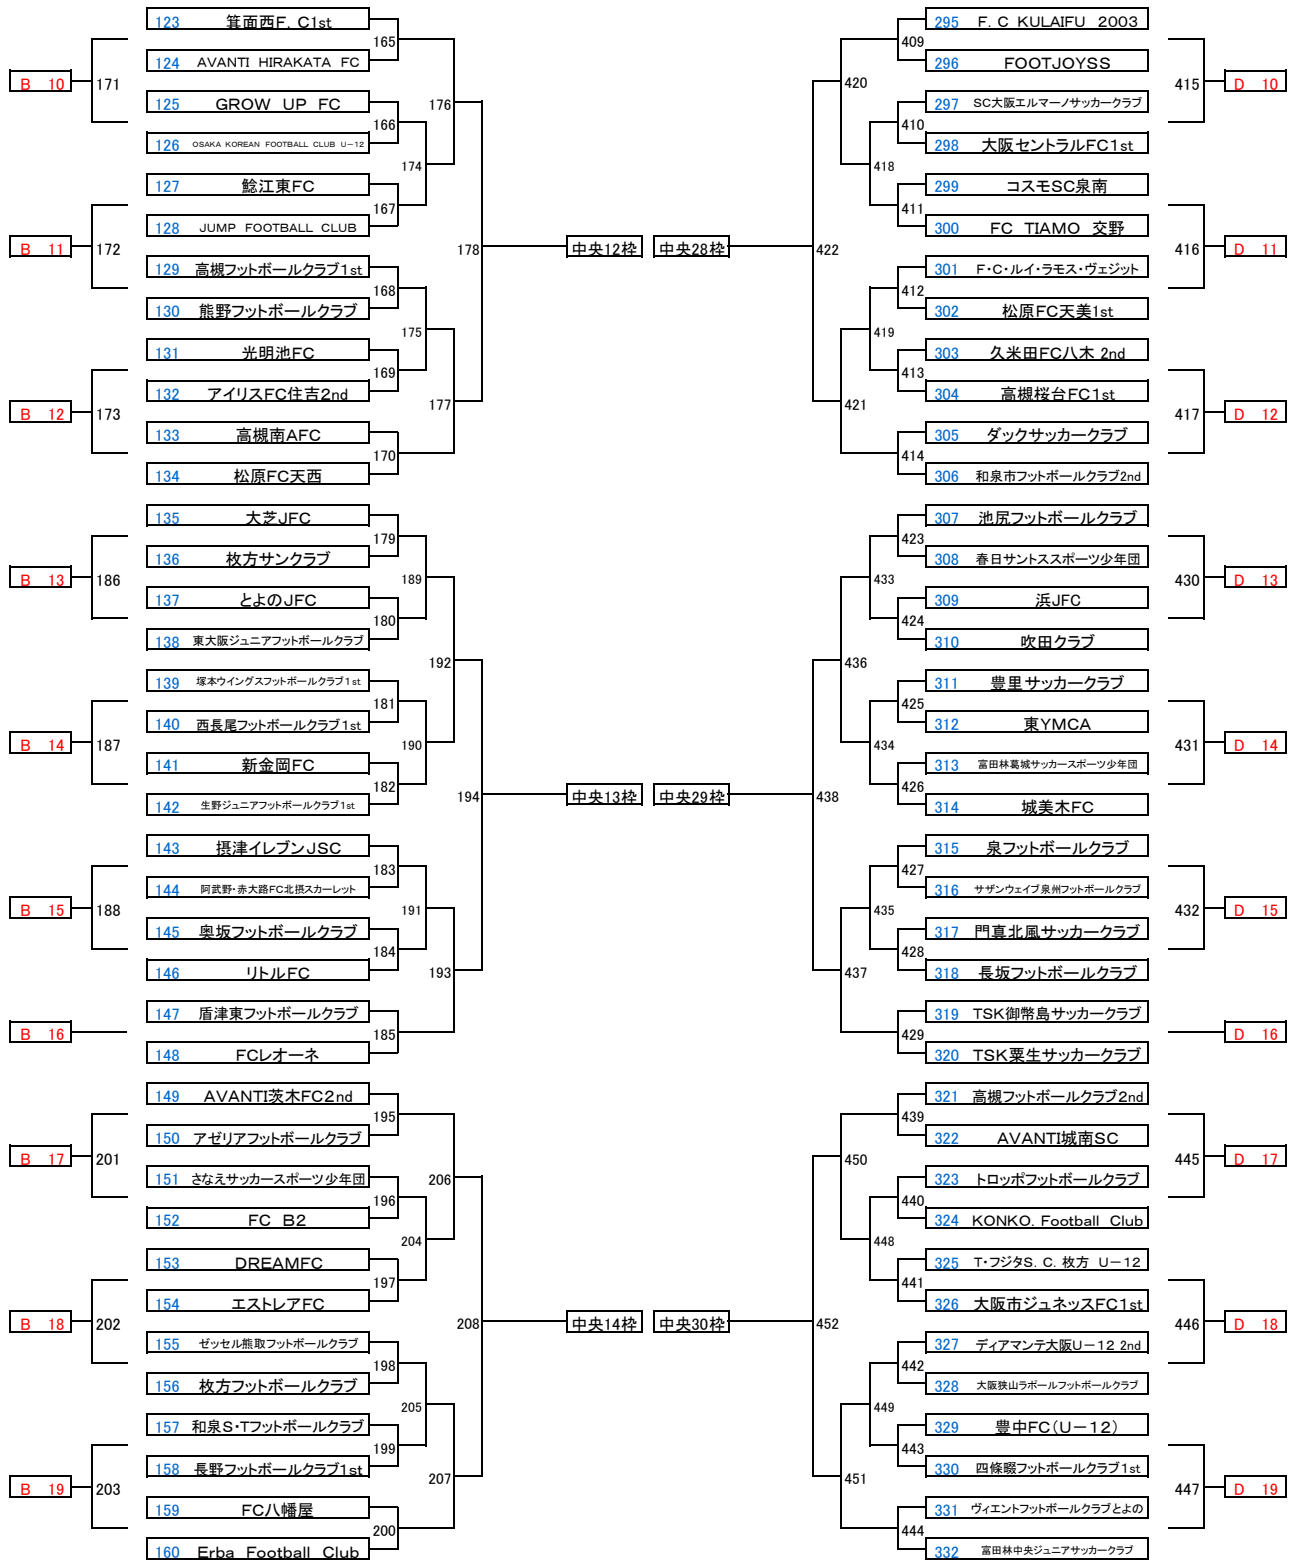 123 箕面西F．C1st
165
124 AVANTI HIRAKATA FC
B 10
171
125 GROW UP FC
176
166
126 OSAKA KOREAN FOOTBALL CLUB U－12
174
127 鯰江東FC
167
128 JUMP FOOTBALL CLUB
B 11
172
178
中央12枠
129 高槻フットボールクラブ1st
168
130 熊野フットボールクラブ
175
131 光明池FC
169
132 アイリスFC住吉2nd
177
B 12
173
133 高槻南AFC
170
134 松原FC天西
135 大芝JFC
179
136 枚方サンクラブ
B 13
186
189
137 とよのJFC
180
138 東大阪ジュニアフットボールクラブ
192
139 塚本ウイングスフットボールクラブ1st
181
140 西長尾フットボールクラブ1st
B 14
187
190
141 新金岡FC
182
142 生野ジュニアフットボールクラブ1st
194
中央13枠
143 摂津イレブンJSC
183
144 阿武野・赤大路FC北摂スカーレット
B 15
188
191
145 奥坂フットボールクラブ
184
146 リトルFC
193
147 盾津東フットボールクラブ
B 16
185
148 FCレオーネ
149 AVANTI茨木FC2nd
195
150 アゼリアフットボールクラブ
B 17
201
151 さなえサッカースポーツ少年団
206
196
152 FC B2
204
153 DREAMFC
197
154 エストレアFC
B 18
202
208
中央14枠
155 ゼッセル熊取フットボールクラブ
198
156 枚方フットボールクラブ
205
157 和泉S・Tフットボールクラブ
199
158 長野フットボールクラブ1st
207
B 19
203
159 FC八幡屋
200
160 Erba Football Club
295 F．C KULAIFU 2003
409
296 FOOTJOYSS
420
415
D 10
297 SC大阪エルマーノサッカークラブ
410
298 大阪セントラルFC1st
418
299 コスモSC泉南
411
300 FC TIAMO 交野
中央28枠
422
416
D 11
301 F・C・ルイ・ラモス・ヴェジット
412
302 松原FC天美1st
419
303 久米田FC八木 2nd
413
304 高槻桜台FC1st
421
417
D 12
305 ダックサッカークラブ
414
306 和泉市フットボールクラブ2nd
307 池尻フットボールクラブ
423
308 春日サントススポーツ少年団
433
430
D 13
309 浜JFC
424
310 吹田クラブ
436
311 豊里サッカークラブ
425
312 東YMCA
434
431
D 14
313 富田林葛城サッカースポーツ少年団
426
314 城美木FC
中央29枠
438
315 泉フットボールクラブ
427
316 サザンウェイブ泉州フットボールクラブ
435
432
D 15
317 門真北風サッカークラブ
428
318 長坂フットボールクラブ
437
319 TSK御幣島サッカークラブ
429
D 16
320 TSK粟生サッカークラブ
321 高槻フットボールクラブ2nd
439
322 AVANTI城南SC
450
445
D 17
323 トロッポフットボールクラブ
440
324 KONKO．Football Club
448
325 T・フジタS．C．枚方 U－12
441
326 大阪市ジュネッスFC1st
中央30枠
452
446
D 18
327 ディアマンテ大阪U－12 2nd
442
328 大阪狭山ラポールフットボールクラブ
449
329 豊中FC（U－12）
443
330 四條畷フットボールクラブ1st
451
447
D 19
331 ヴィエントフットボールクラブとよの
444
332 富田林中央ジュニアサッカークラブ